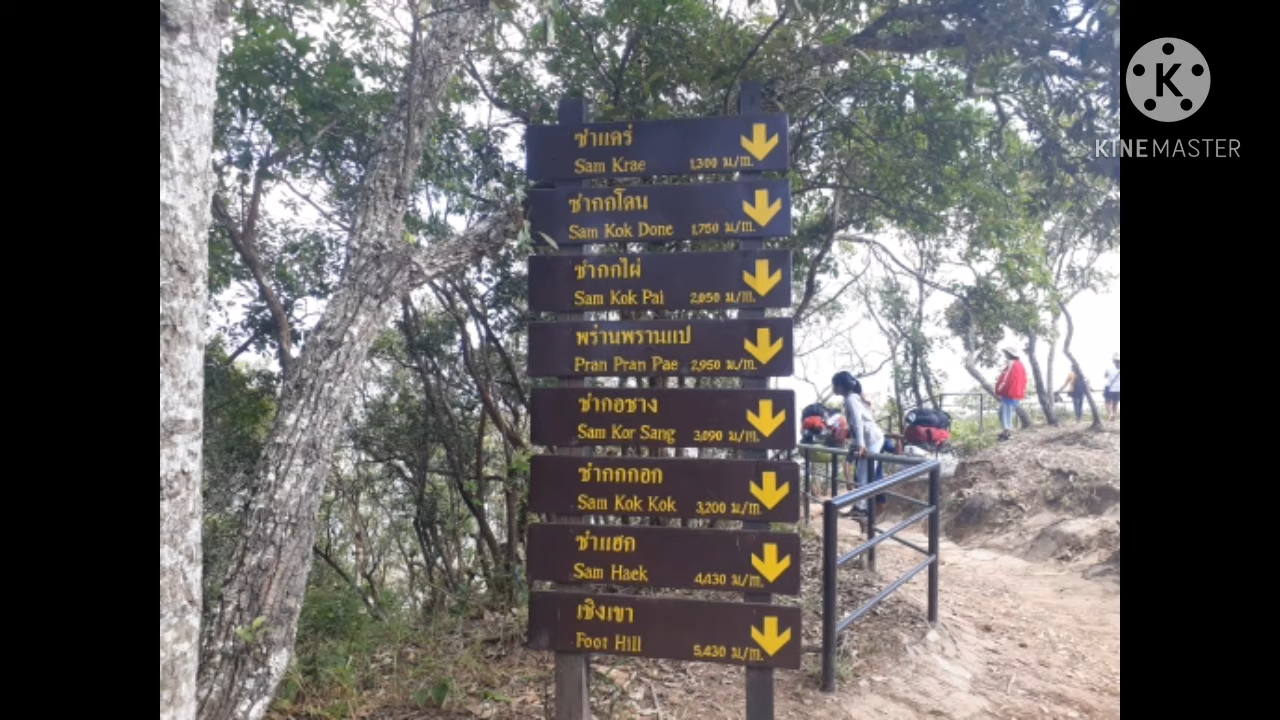 ซำแคร่
Sam Krae 1,300 ม./m.
ซำกกโดน
Sam Kok Done 1,750 ม./m.
ซำกกไผ่
Sam Kok Pai 2,050 ม./m.
พร่านพรานแป
Pran Pran Pae 2,950 ม./m.
ซำกอซาง
Sam Kor Sang 3,090 ม./m.
ซำกกกอก
Sam Kok Kok 3,200 ม./m.
ซำแฮก
Sam Haek 4,430 ม./m.
เชิงเขา
Foot Hill 5,430 ม./m.
K
KINEMASTER